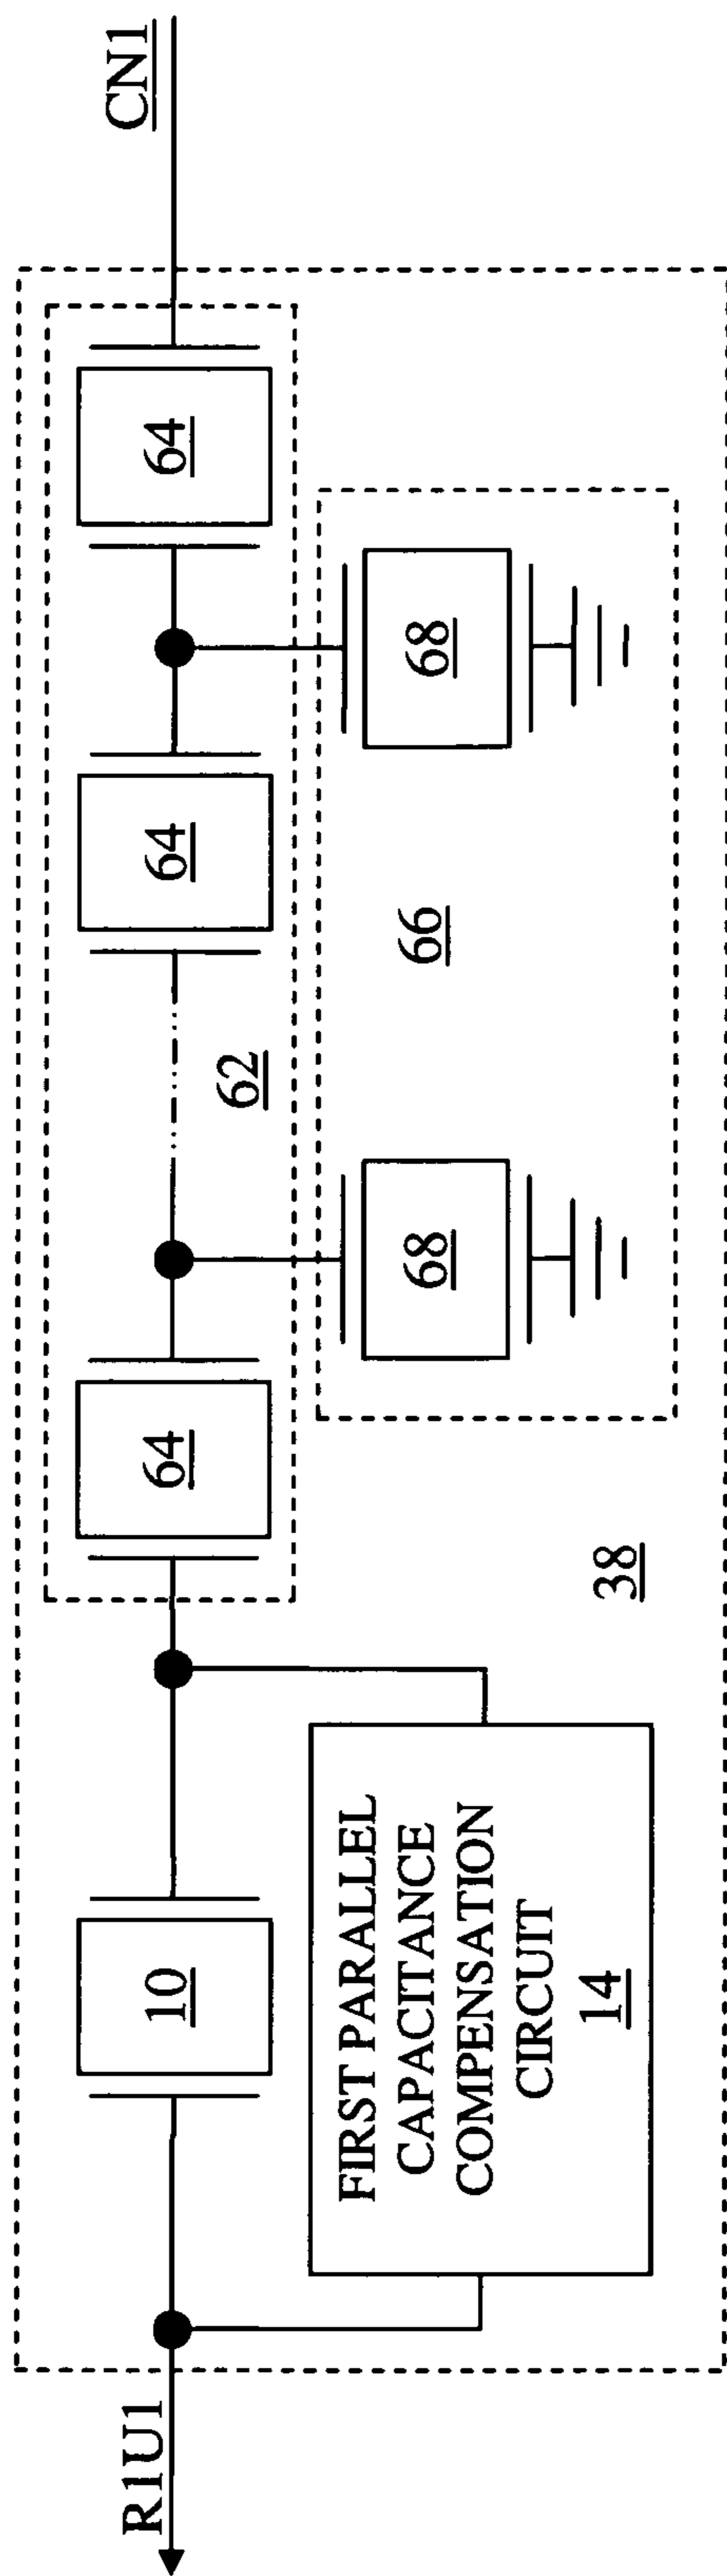 CN1
64
64
64
62
68
68
66
38
10
FIRST PARALLEL
CAPACITANCE
COMPENSATION
CIRCUIT
14
R1U1